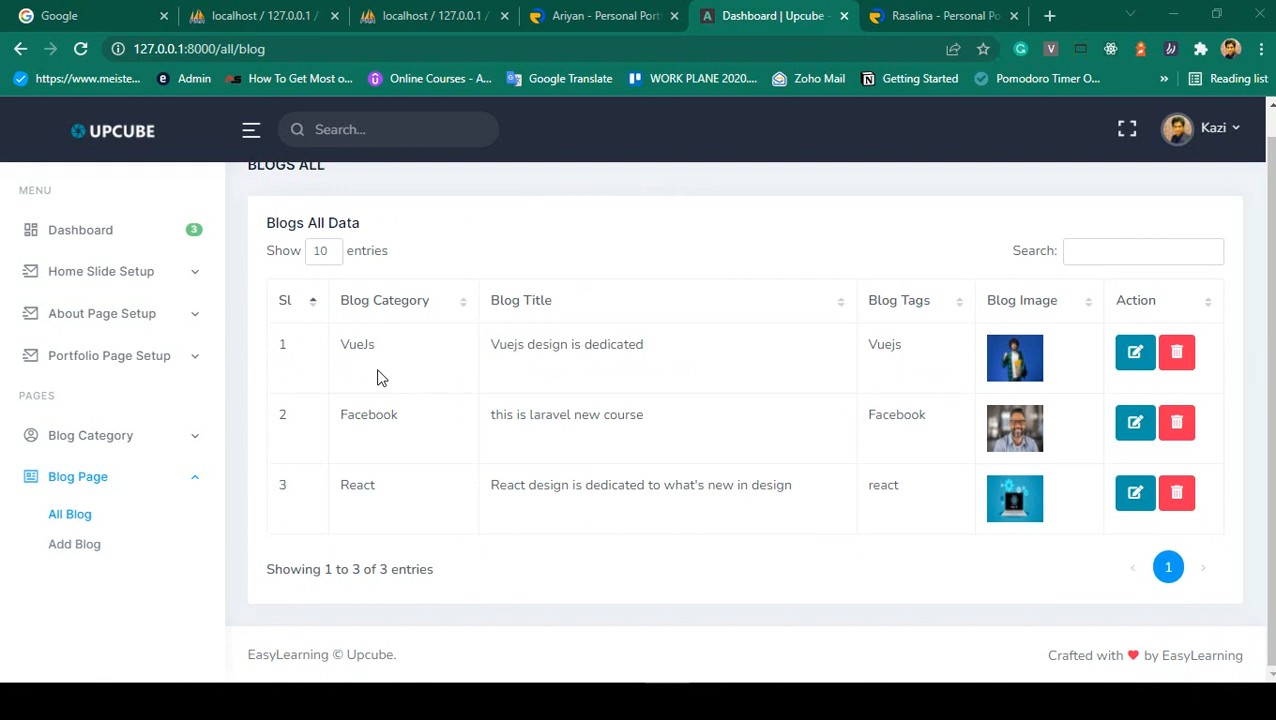 Google
localhost / 127.0.0.1 /
localhost / 127.0.0.1 /
Ariyan - Personal Port
Dashboard | Upcube -
Rasalina - Personal Po
127.0.0.1:8000/all/blog
https://www.meiste...
Admin
How To Get Most o...
Online Courses - A...
Google Translate
WORK PLANE 2020....
Zoho Mail
Getting Started
Pomodoro Timer O...
»
Reading list
UPCUBE
Search...
Kazi
MENU
Dashboard
3
Home Slide Setup
About Page Setup
Portfolio Page Setup
PAGES
Blog Category
Blog Page
All Blog
Add Blog
BLOGS ALL
Blogs All Data
Show 10 entries
Search:
Sl Blog Category Blog Title Blog Tags Blog Image Action
1 VueJs Vuejs design is dedicated Vuejs
2 Facebook this is laravel new course Facebook
3 React React design is dedicated to what's new in design react
Showing 1 to 3 of 3 entries
‹ 1 ›
EasyLearning © Upcube.
Crafted with ❤ by EasyLearning